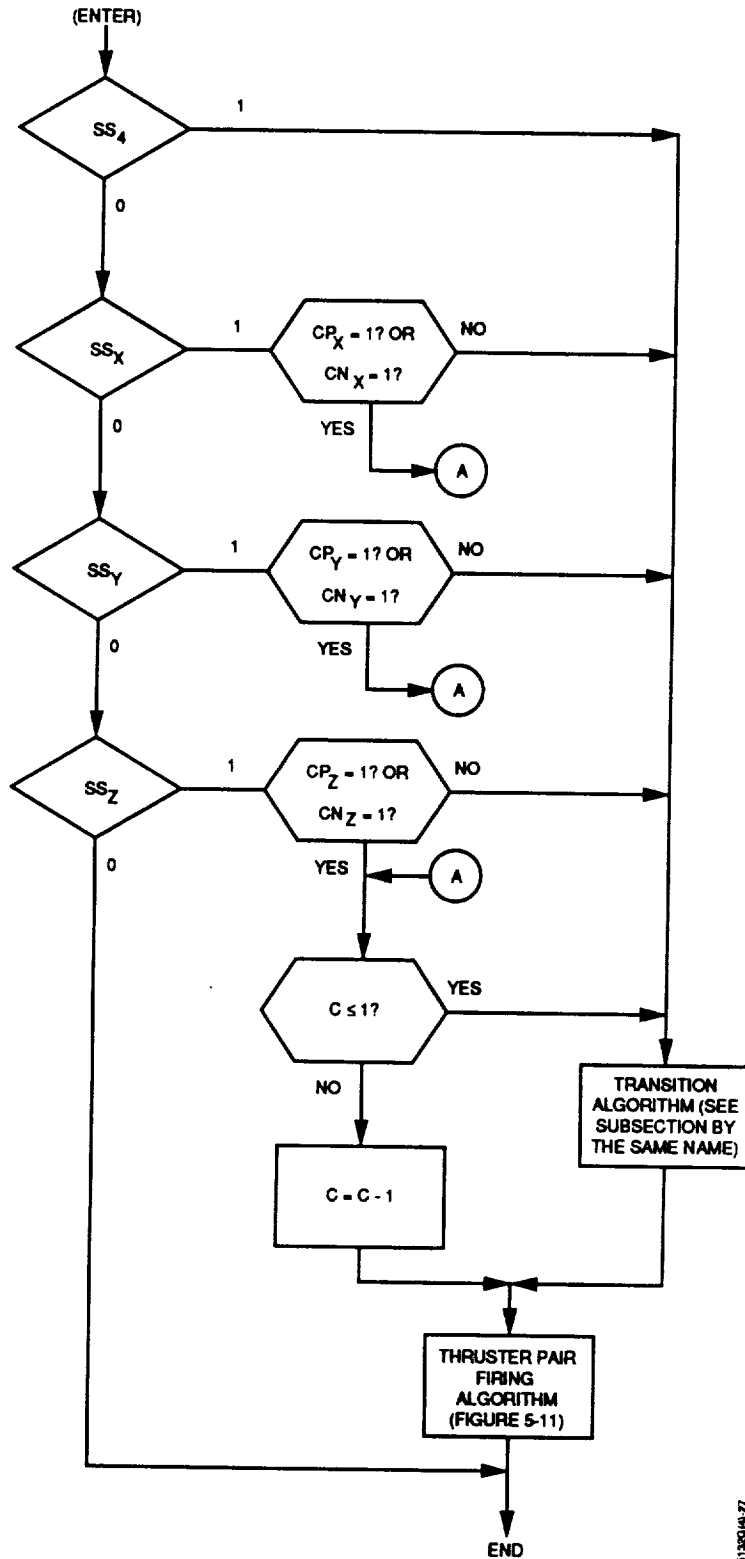 (ENTER)
SS4
1
0
SSX
1
CPX = 1? OR
CNX = 1?
NO
YES
A
0
SSY
1
CPY = 1? OR
CNY = 1?
NO
YES
A
0
SSZ
1
CPZ = 1? OR
CNZ = 1?
NO
YES
A
0
C ≤ 1?
YES
NO
TRANSITION
ALGORITHM (SEE
SUBSECTION BY
THE SAME NAME)
C = C - 1
THRUSTER PAIR
FIRING
ALGORITHM
(FIGURE 5-11)
END